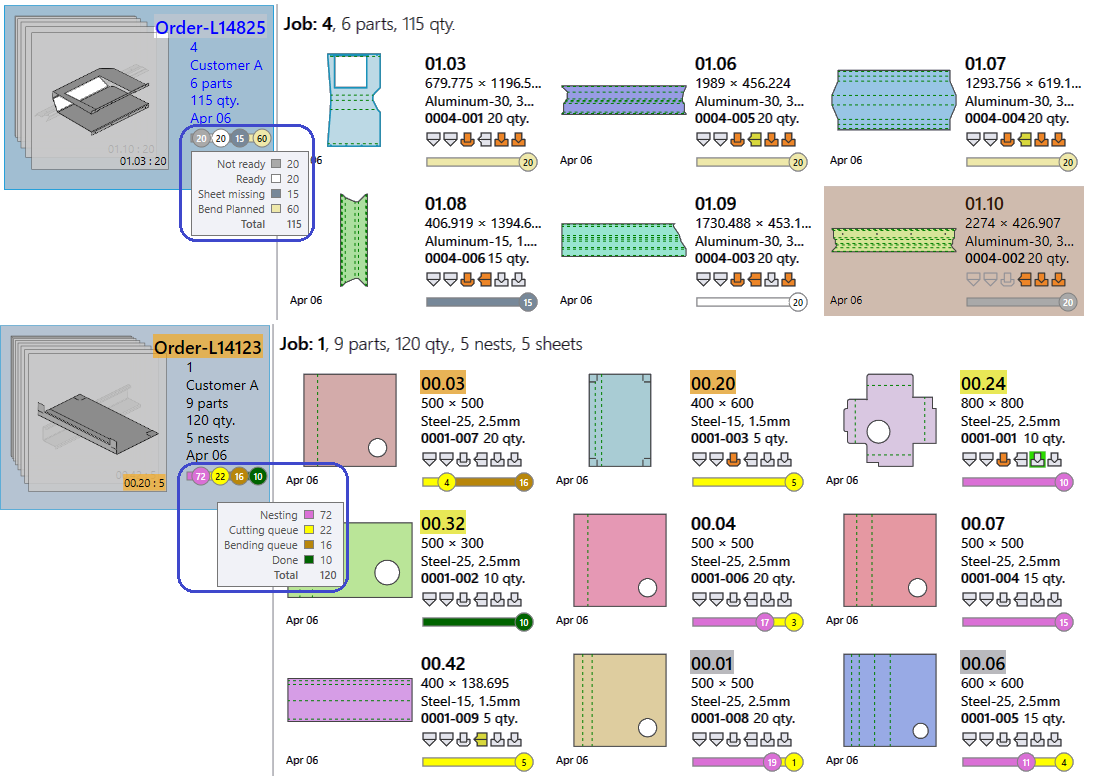 Order-L14825
4
Customer A
6 parts
115 qty.
Apr 06
01.10 : 20
01.03 : 20
20 20 15 60
Not ready 20
Ready 20
Sheet missing 15
Bend Planned 60
Total 115
Job: 4, 6 parts, 115 qty.
01.03
679.775 × 1196.5...
Aluminum-30, 3...
0004-001 20 qty.
06
20
01.06
1989 × 456.224
Aluminum-30, 3...
0004-005 20 qty.
Apr 06
20
01.07
1293.756 × 619.1...
Aluminum-30, 3...
0004-004 20 qty.
Apr 06
20
01.08
406.919 × 1394.6...
Aluminum-15, 1....
0004-006 15 qty.
Apr 06
15
01.09
1730.488 × 453.1...
Aluminum-30, 3...
0004-003 20 qty.
Apr 06
20
01.10
2274 × 426.907
Aluminum-30, 3...
0004-002 20 qty.
Apr 06
20
Order-L14123
1
Customer A
9 parts
120 qty.
5 nests
Apr 06
00.20 : 5
72 22 16 10
Nesting 72
Cutting queue 22
Bending queue 16
Done 10
Total 120
Job: 1, 9 parts, 120 qty., 5 nests, 5 sheets
00.03
500 × 500
Steel-25, 2.5mm
0001-007 20 qty.
Apr 06
4 16
00.20
400 × 600
Steel-15, 1.5mm
0001-003 5 qty.
Apr 06
5
00.24
800 × 800
Steel-25, 2.5mm
0001-001 10 qty.
Apr 06
10
00.32
500 × 300
Steel-25, 2.5mm
0001-002 10 qty.
Apr 06
10
00.04
500 × 500
Steel-25, 2.5mm
0001-006 20 qty.
Apr 06
17 3
00.07
500 × 500
Steel-25, 2.5mm
0001-004 15 qty.
Apr 06
15
00.42
400 × 138.695
Steel-15, 1.5mm
0001-009 5 qty.
Apr 06
5
00.01
500 × 500
Steel-25, 2.5mm
0001-008 20 qty.
Apr 06
19 1
00.06
600 × 600
Steel-25, 2.5mm
0001-005 15 qty.
Apr 06
11 4